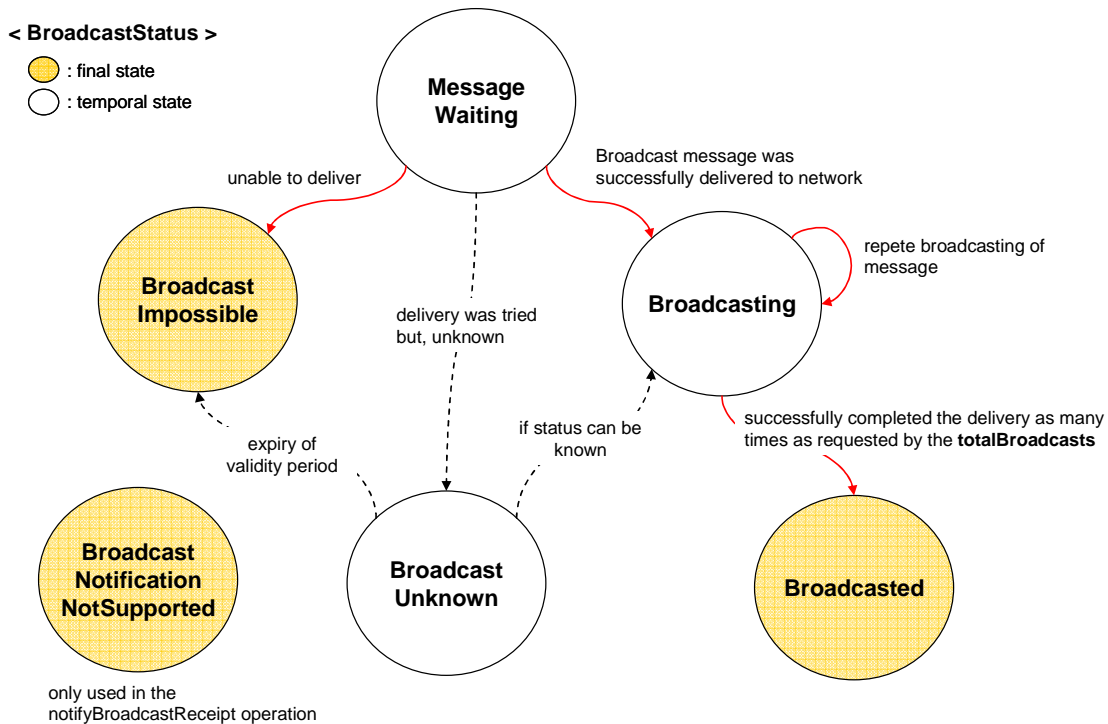 < BroadcastStatus >
: final state
: temporal state
Message
Waiting
unable to deliver
Broadcast message was
successfully delivered to network
Broadcast
Impossible
Broadcasting
repete broadcasting of
message
delivery was tried
but, unknown
expiry of
validity period
if status can be
known
successfully completed the delivery as many
times as requested by the totalBroadcasts
Broadcast
Notification
NotSupported
Broadcast
Unknown
Broadcasted
only used in the
notifyBroadcastReceipt operation